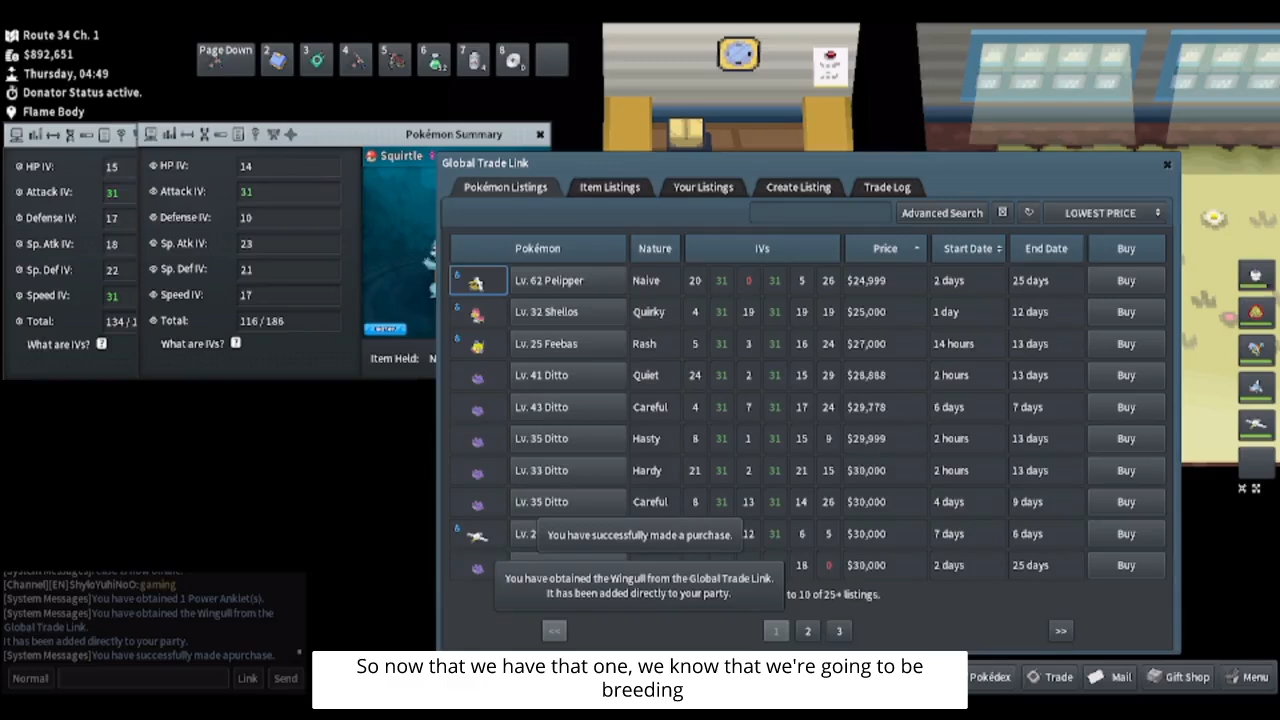 Route 34 Ch. 1
$892,651
Thursday, 04:49
Donator Status active.
Flame Body
Page Down 2 3 4 5 6 7 8
12 4 0
Pokémon Summary
HP IV: 15
Attack IV: 31
Defense IV: 17
Sp. Atk IV: 18
Sp. Def IV: 22
Speed IV: 31
Total: 134/1
What are IVs? ?
HP IV: 14
Attack IV: 31
Defense IV: 10
Sp. Atk IV: 23
Sp. Def IV: 21
Speed IV: 17
Total: 116/186
What are IVs? ?
Squirtle
Item Held: N
Global Trade Link
Pokémon Listings Item Listings Your Listings Create Listing Trade Log
Advanced Search LOWEST PRICE
Pokémon Nature IVs Price Start Date End Date Buy
Lv. 62 Pelipper Naive 20 31 0 31 5 26 $24,999 2 days 25 days Buy
Lv. 32 Shellos Quirky 4 31 19 31 19 19 $25,000 1 day 12 days Buy
Lv. 25 Feebas Rash 5 31 3 31 16 24 $27,000 14 hours 13 days Buy
Lv. 41 Ditto Quiet 24 31 2 31 15 29 $28,888 2 hours 13 days Buy
Lv. 43 Ditto Careful 4 31 7 31 17 24 $29,778 6 days 7 days Buy
Lv. 35 Ditto Hasty 8 31 1 31 15 9 $29,999 2 hours 13 days Buy
Lv. 33 Ditto Hardy 21 31 2 31 21 15 $30,000 2 hours 13 days Buy
Lv. 35 Ditto Careful 8 31 13 31 14 26 $30,000 4 days 9 days Buy
Lv. 2 12 31 6 5 $30,000 7 days 6 days Buy
18 0 $30,000 2 days 25 days Buy
You have successfully made a purchase.
You have obtained the Wingull from the Global Trade Link.
It has been added directly to your party.
to 10 of 25+ listings.
<< 1 2 3 >>
[Channel][EN]ShyloYuhiNoO: gaming
[System Messages]You have obtained 1 Power Anklet(s).
[System Messages]You have obtained the Wingull from the
Global Trade Link.
It has been added directly to your party.
[System Messages]You have successfully made a purchase.
Normal Link Send
Pokédex Trade Mail Gift Shop Menu
So now that we have that one, we know that we're going to be
breeding